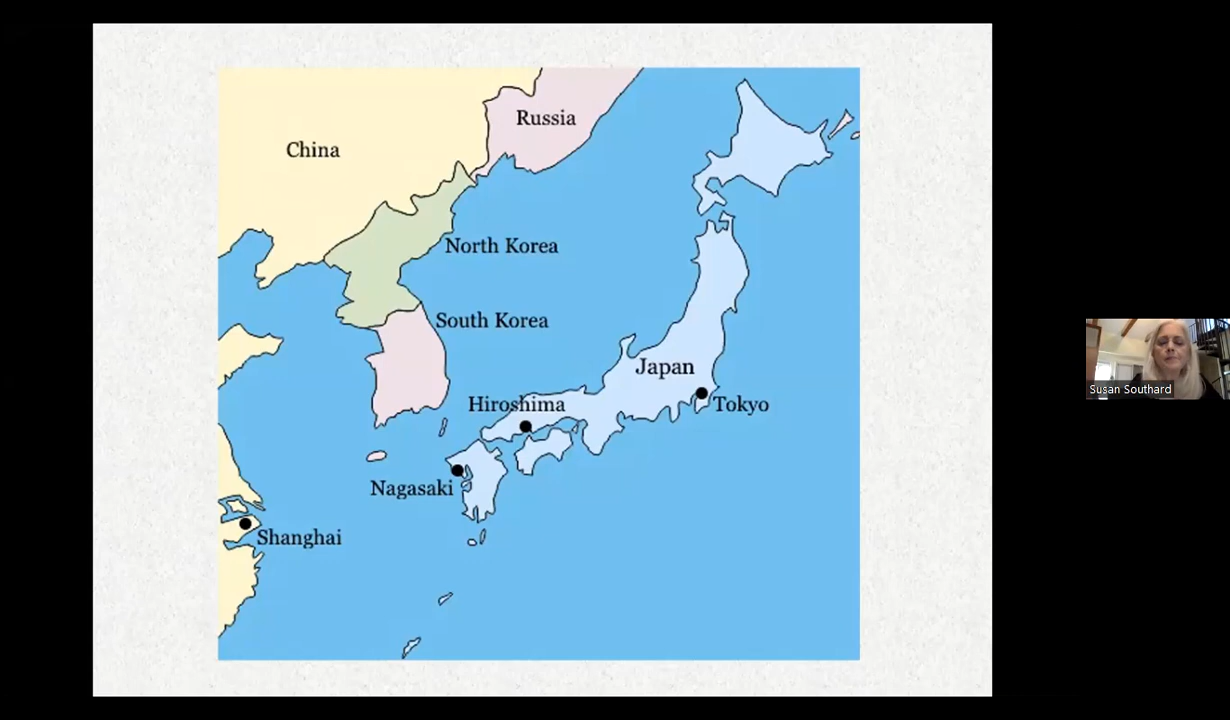 Russia
China
North Korea
South Korea
Japan
Hiroshima
Tokyo
Nagasaki
Shanghai
Susan Southard